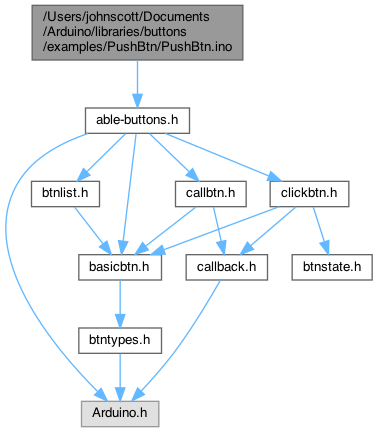 /Users/johnscott/Documents
/Arduino/libraries/buttons
/examples/PushBtn/PushBtn.ino
able-buttons.h
btnlist.h
callbtn.h
clickbtn.h
basicbtn.h
callback.h
btnstate.h
btntypes.h
Arduino.h